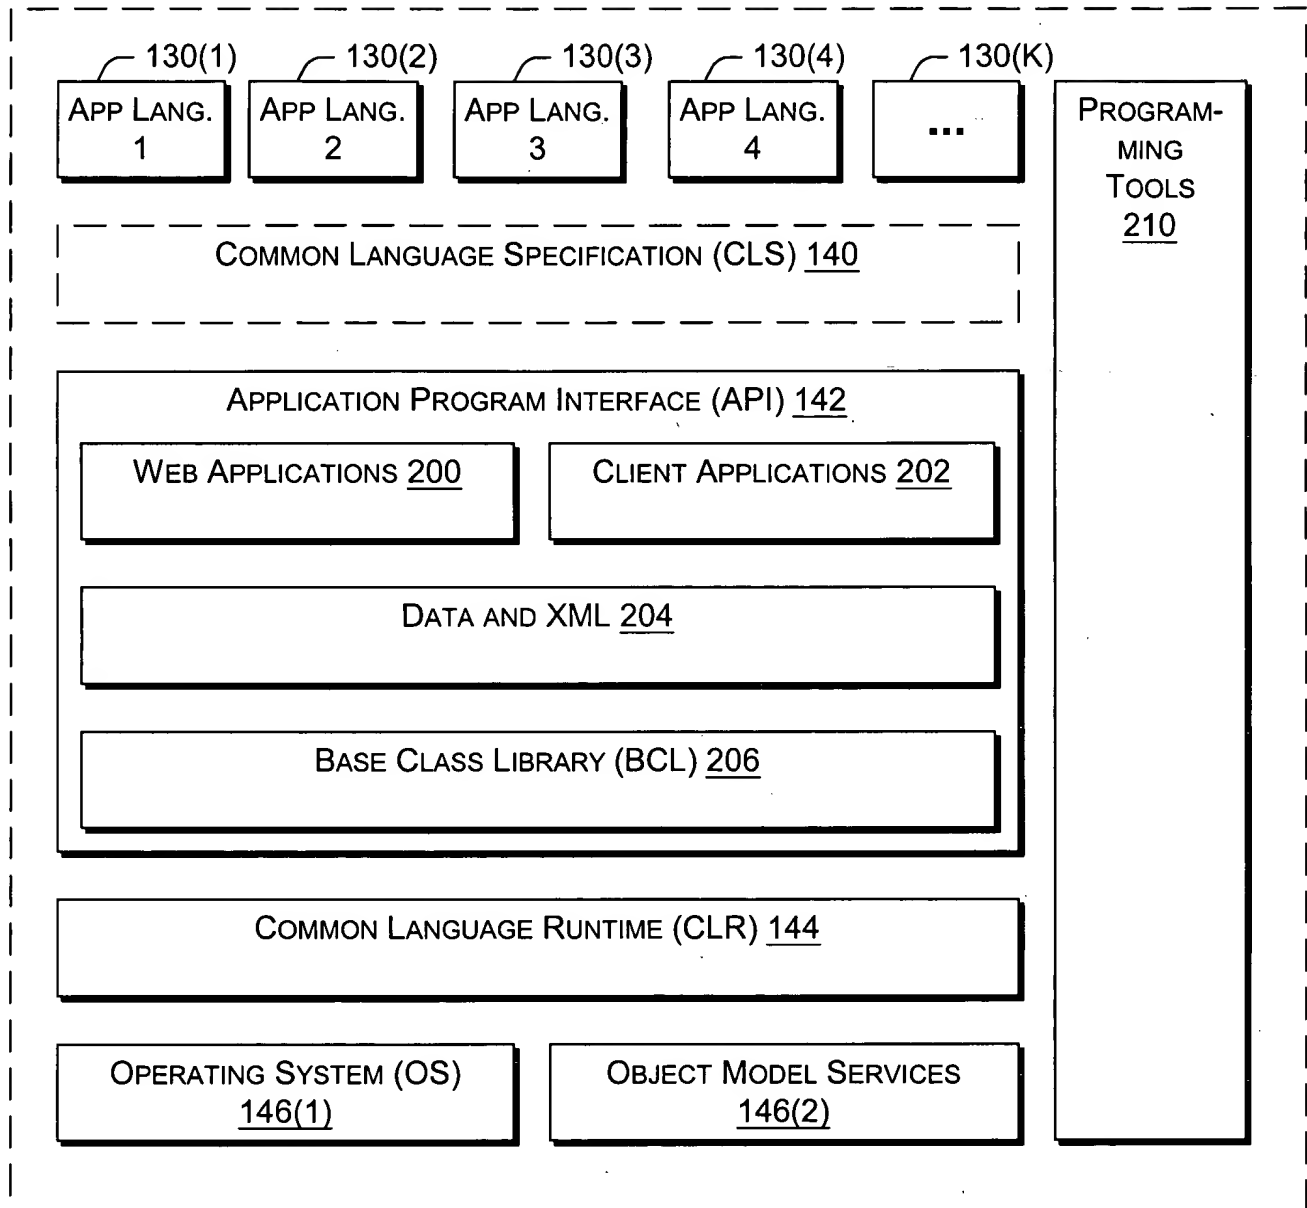 130(1)
130(2)
130(3)
130(4)
130(K)
APP LANG.
1
APP LANG.
2
APP LANG.
3
APP LANG.
4
...
PROGRAM-
MING
TOOLS
210
COMMON LANGUAGE SPECIFICATION (CLS) 140
APPLICATION PROGRAM INTERFACE (API) 142
WEB APPLICATIONS 200
CLIENT APPLICATIONS 202
DATA AND XML 204
BASE CLASS LIBRARY (BCL) 206
COMMON LANGUAGE RUNTIME (CLR) 144
OPERATING SYSTEM (OS)
146(1)
OBJECT MODEL SERVICES
146(2)